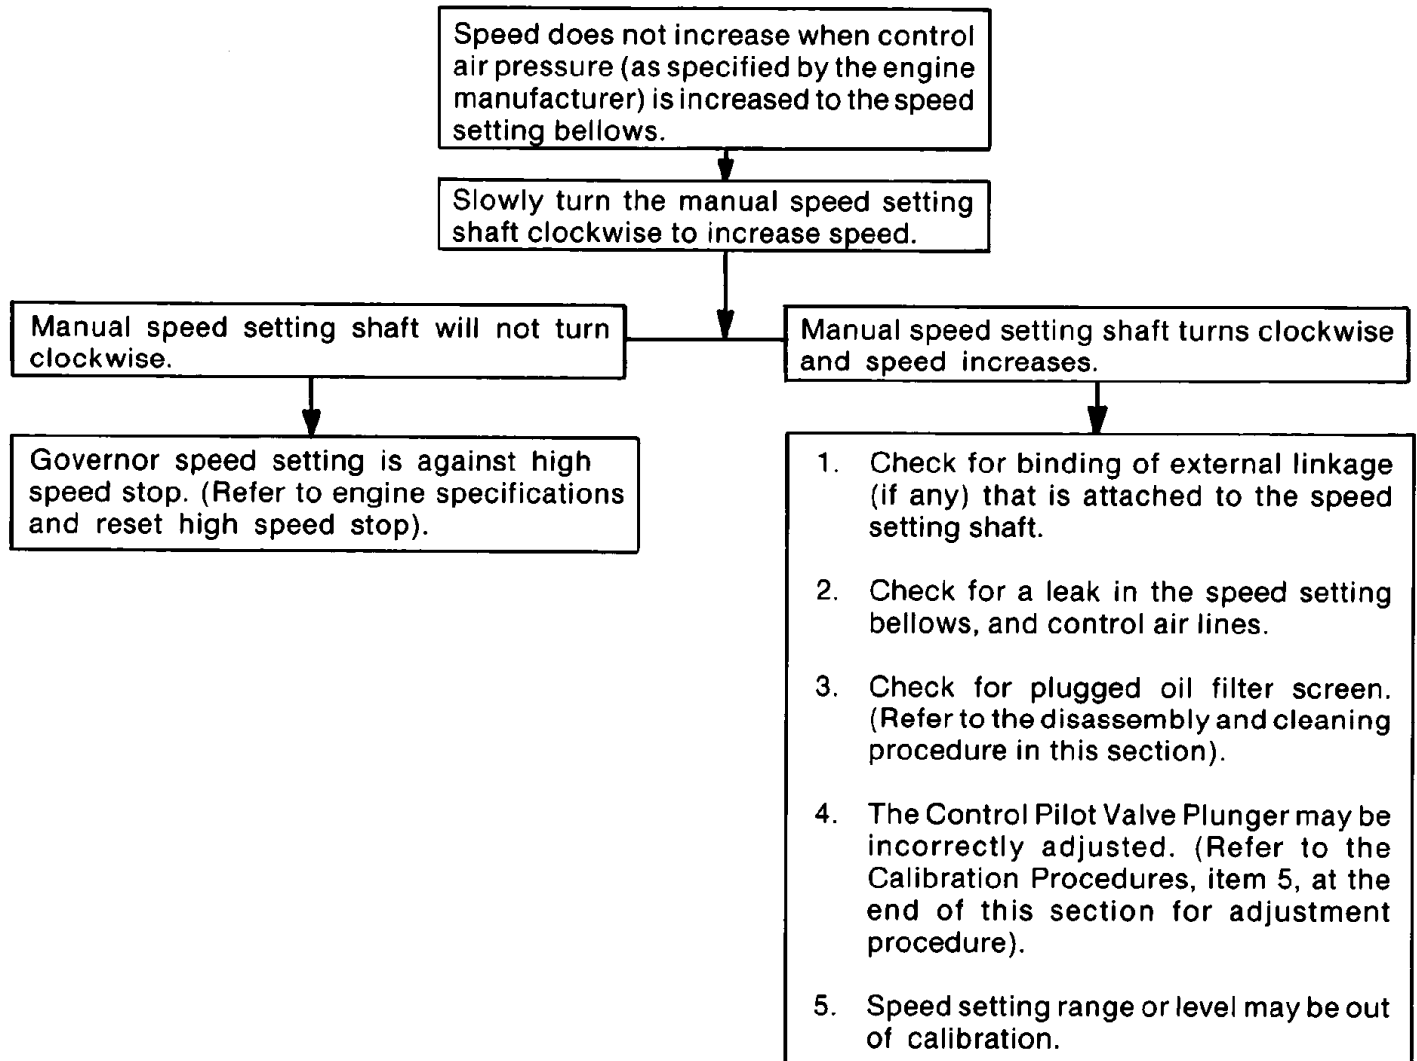 Speed does not increase when control
air pressure (as specified by the engine
manufacturer) is increased to the speed
setting bellows.
Slowly turn the manual speed setting
shaft clockwise to increase speed.
Manual speed setting shaft will not turn
clockwise.
Manual speed setting shaft turns clockwise
and speed increases.
Governor speed setting is against high
speed stop. (Refer to engine specifications
and reset high speed stop).
1. Check for binding of external linkage
(if any) that is attached to the speed
setting shaft.
2. Check for a leak in the speed setting
bellows, and control air lines.
3. Check for plugged oil filter screen.
(Refer to the disassembly and cleaning
procedure in this section).
4. The Control Pilot Valve Plunger may be
incorrectly adjusted. (Refer to the
Calibration Procedures, item 5, at the
end of this section for adjustment
procedure).
5. Speed setting range or level may be out
of calibration.